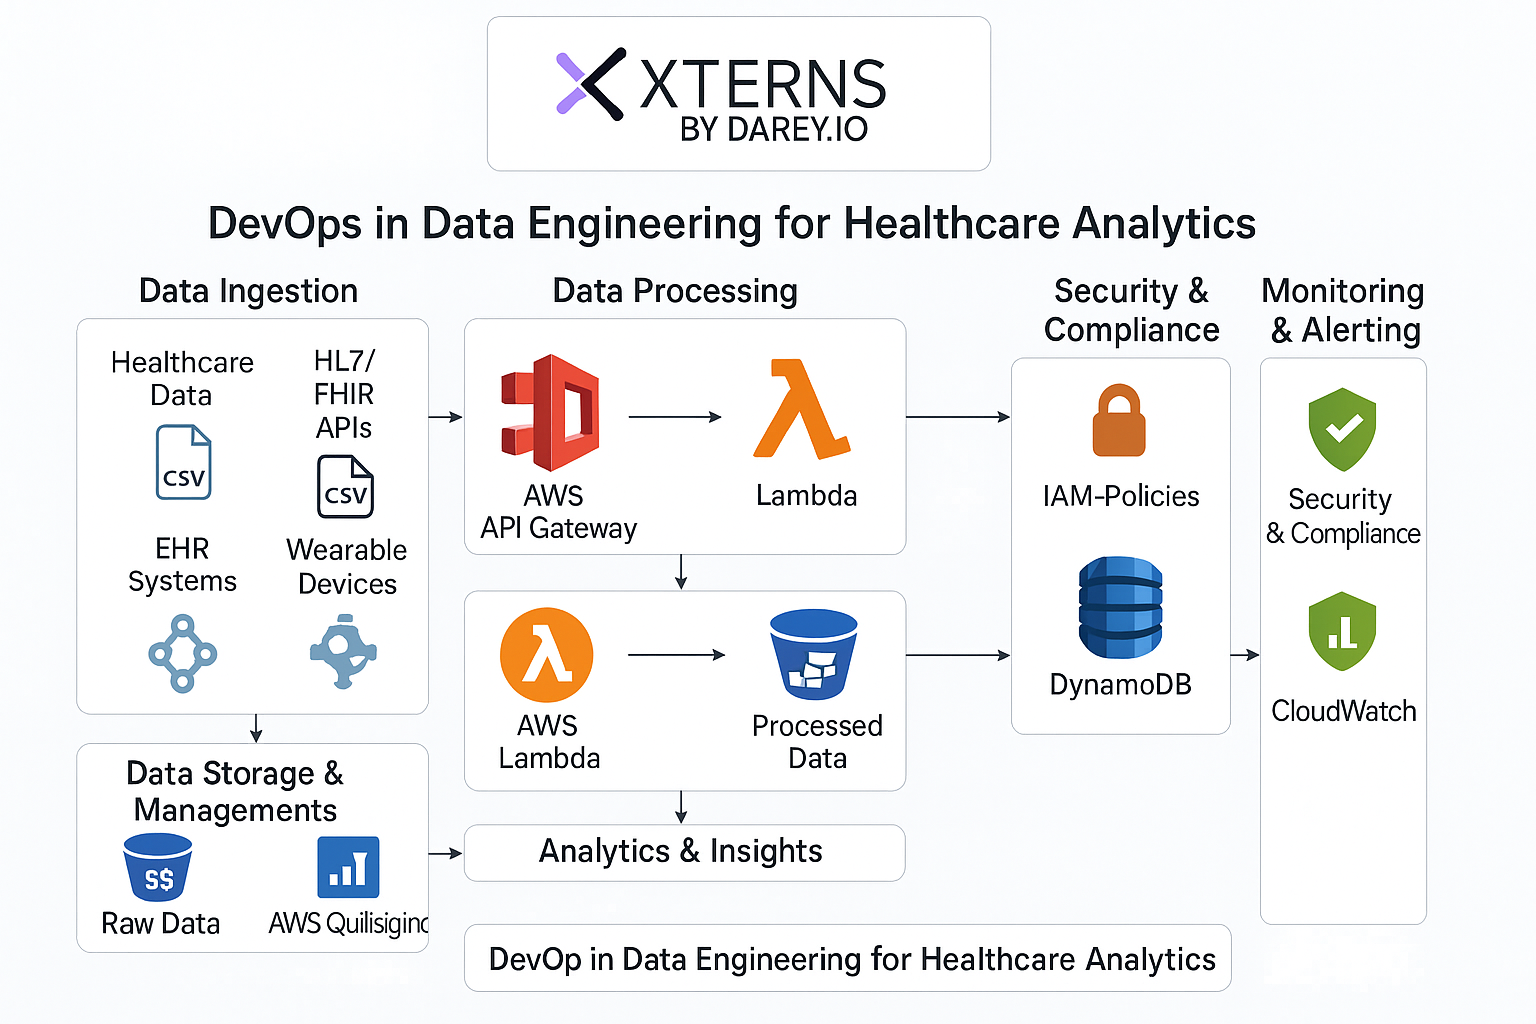 XTERNS
BY DAREY.IO
DevOps in Data Engineering for Healthcare Analytics
Data Ingestion
Healthcare
Data
CSV
HL7/
FHIR
APIs
CSV
EHR
Systems
Wearable
Devices
Data Storage &
Managements
S$
Raw Data
AWS Quilisiginc
Data Processing
AWS
API Gateway
Lambda
AWS
Lambda
Processed
Data
Analytics & Insights
DevOp in Data Engineering for Healthcare Analytics
Security &
Compliance
IAM-Policies
DynamoDB
Monitoring
& Alerting
Security
& Compliance
CloudWatch